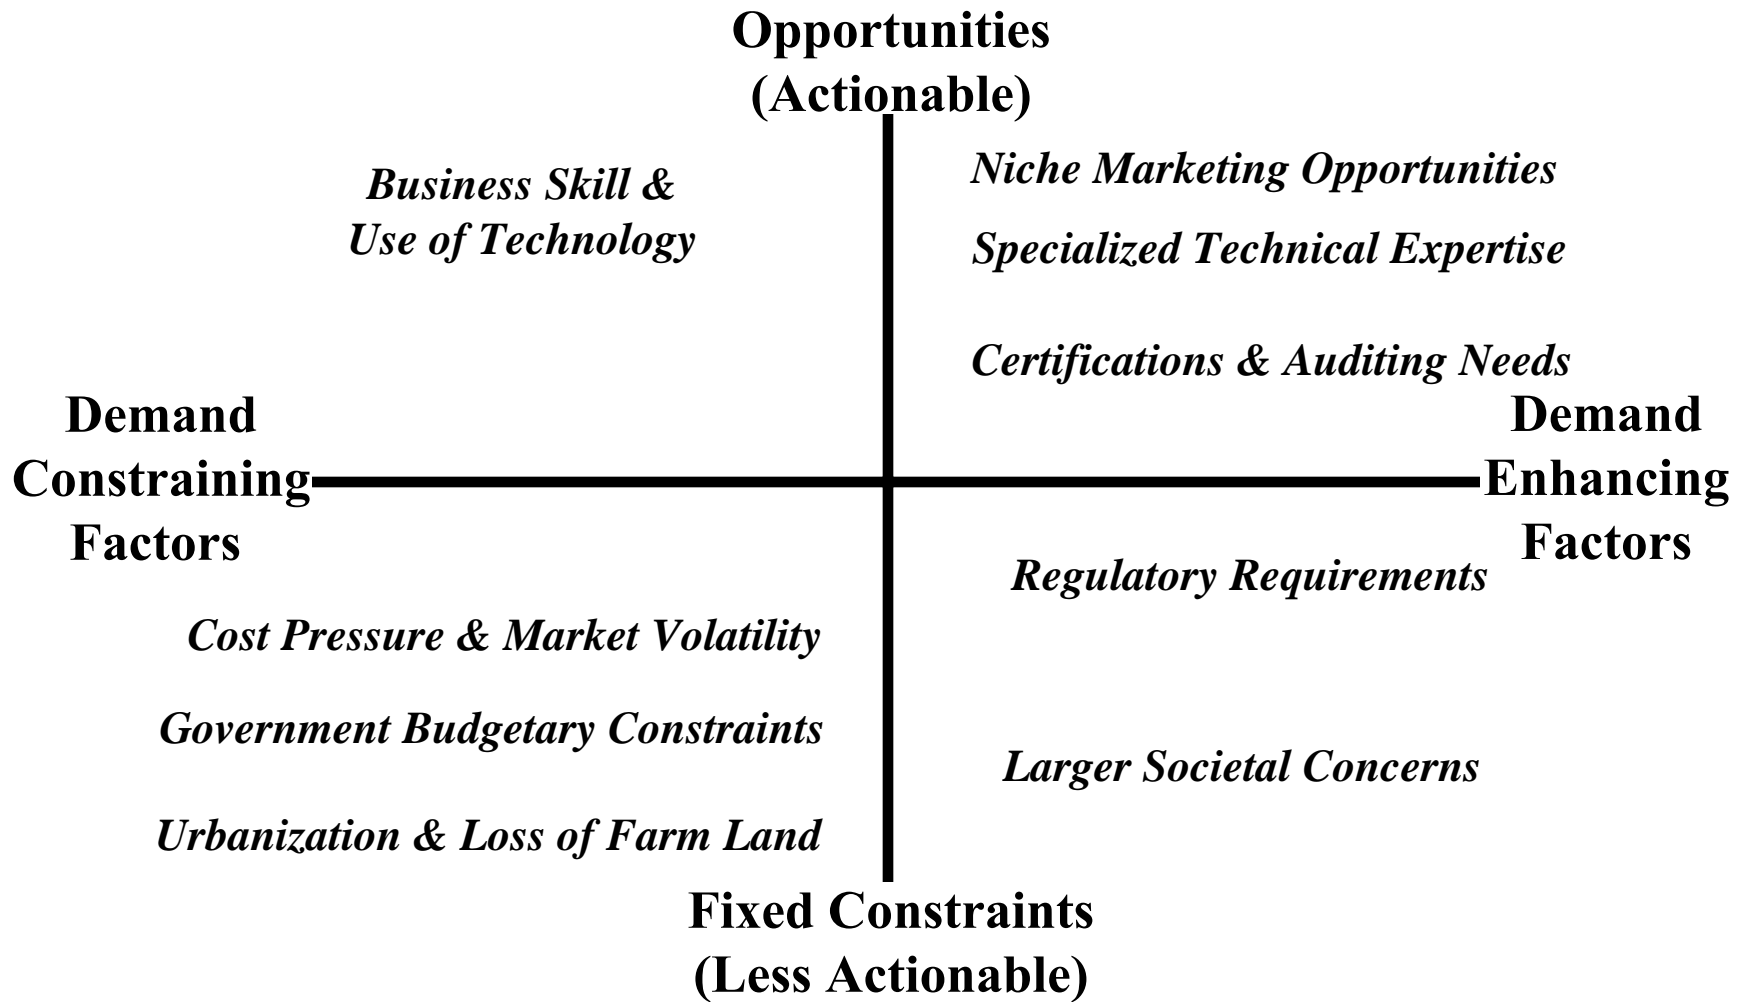 Opportunities
(Actionable)
Business Skill &
Use of Technology
Niche Marketing Opportunities
Specialized Technical Expertise
Certifications & Auditing Needs
Demand
Constraining
Factors
Demand
Enhancing
Factors
Cost Pressure & Market Volatility
Government Budgetary Constraints
Urbanization & Loss of Farm Land
Regulatory Requirements
Larger Societal Concerns
Fixed Constraints
(Less Actionable)